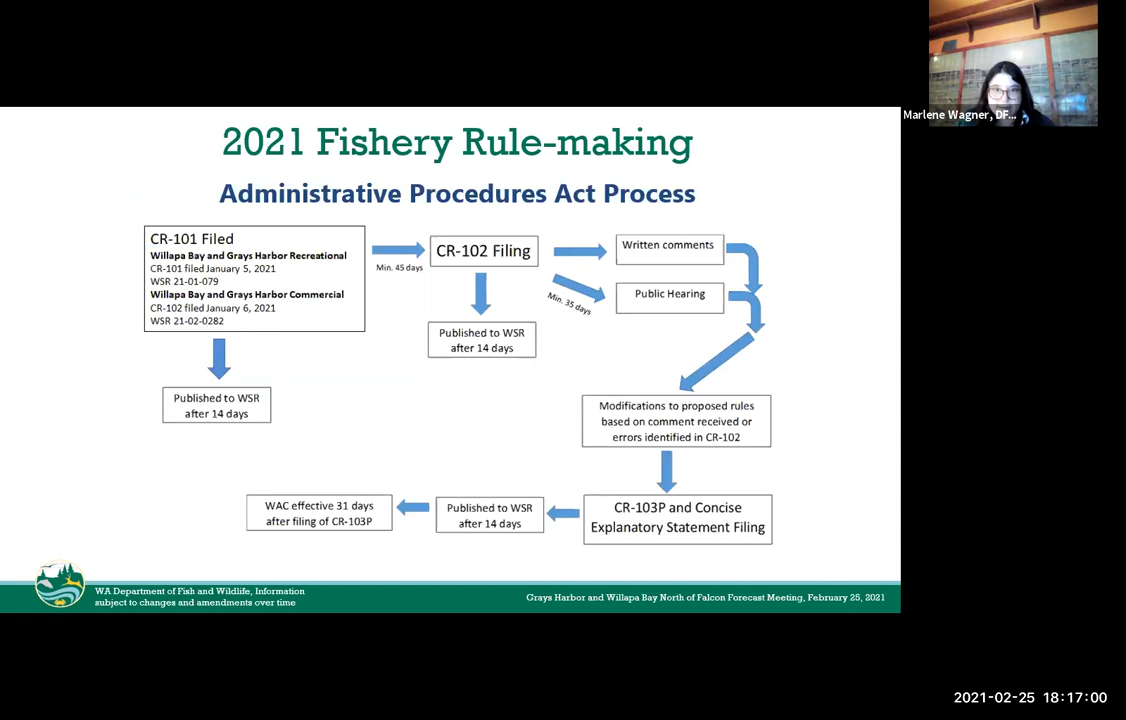 Marlene Wagner, DF...
2021 Fishery Rule-making
Administrative Procedures Act Process
CR-101 Filed
Willapa Bay and Grays Harbor Recreational
CR-101 filed January 5, 2021
WSR 21-01-079
Willapa Bay and Grays Harbor Commercial
CR-102 filed January 6, 2021
WSR 21-02-0282
Min. 45 days
CR-102 Filing
Written comments
Min. 35 days
Public Hearing
Published to WSR
after 14 days
Published to WSR
after 14 days
Modifications to proposed rules
based on comment received or
errors identified in CR-102
CR-103P and Concise
Explanatory Statement Filing
Published to WSR
after 14 days
WAC effective 31 days
after filing of CR-103P
WA Department of Fish and Wildlife, Information
subject to changes and amendments over time
Grays Harbor and Willapa Bay North of Falcon Forecast Meeting, February 25, 2021
2021-02-25 18:17:00